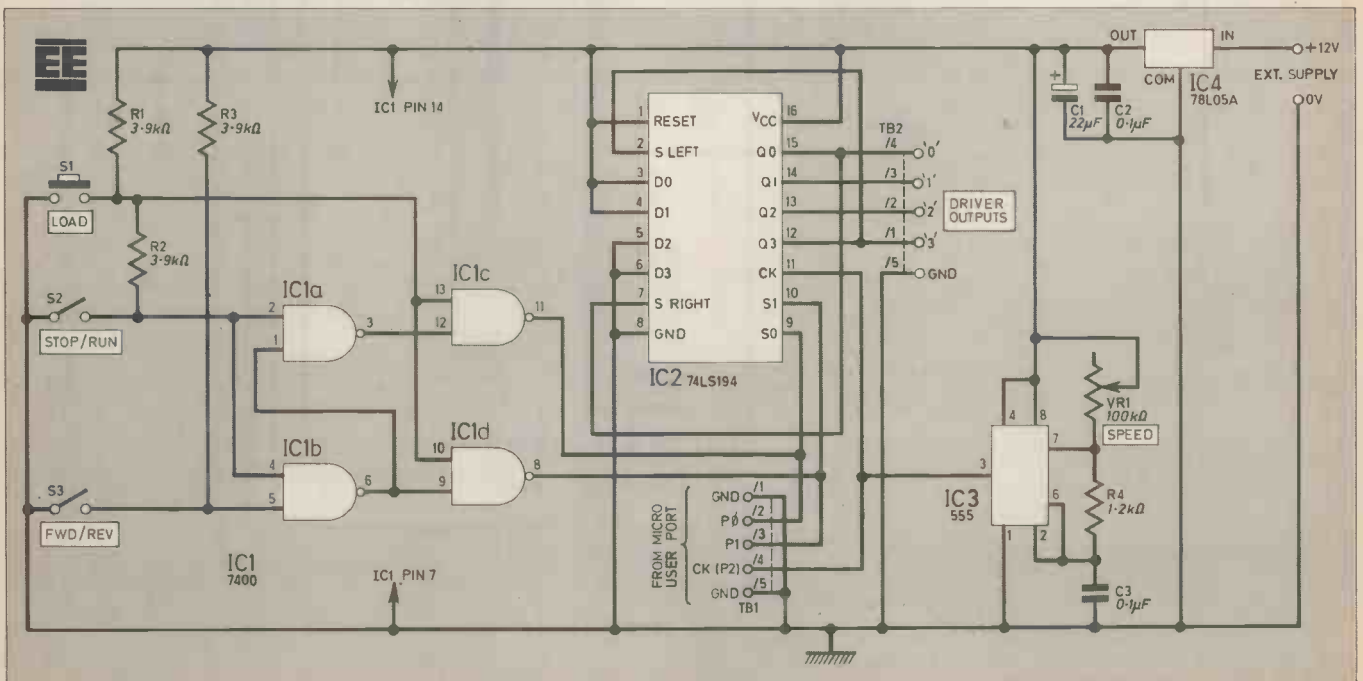 EE
R1
3·9kΩ
R3
3·9kΩ
IC1 PIN 14
S1
LOAD
R2
3·9kΩ
S2
STOP/RUN
S3
FWD/REV
IC1a
2
1
3
IC1b
4
5
6
IC1c
13
12
11
IC1d
10
9
8
IC1
7400
IC1 PIN 7
1 RESET
2 S LEFT
3 D0
4 D1
5 D2
6 D3
7 S RIGHT
8 GND
VCC 16
Q0 15
Q1 14
Q2 13
Q3 12
CK 11
S1 10
S0 9
IC2 74LS194
TB2
/4 '0'
/3 '1'
/2 '2'
/1 '3'
/5 GND
DRIVER
OUTPUTS
FROM MICRO
USER PORT
GND /1
PØ /2
P1 /3
CK (P2) /4
GND /5
TB1
OUT
IN
COM
IC4
78L05A
+12V
EXT. SUPPLY
0V
+
C1
22µF
C2
0·1µF
VR1
100kΩ
SPEED
4
8
7
3
6
1
2
IC3
555
R4
1·2kΩ
C3
0·1µF